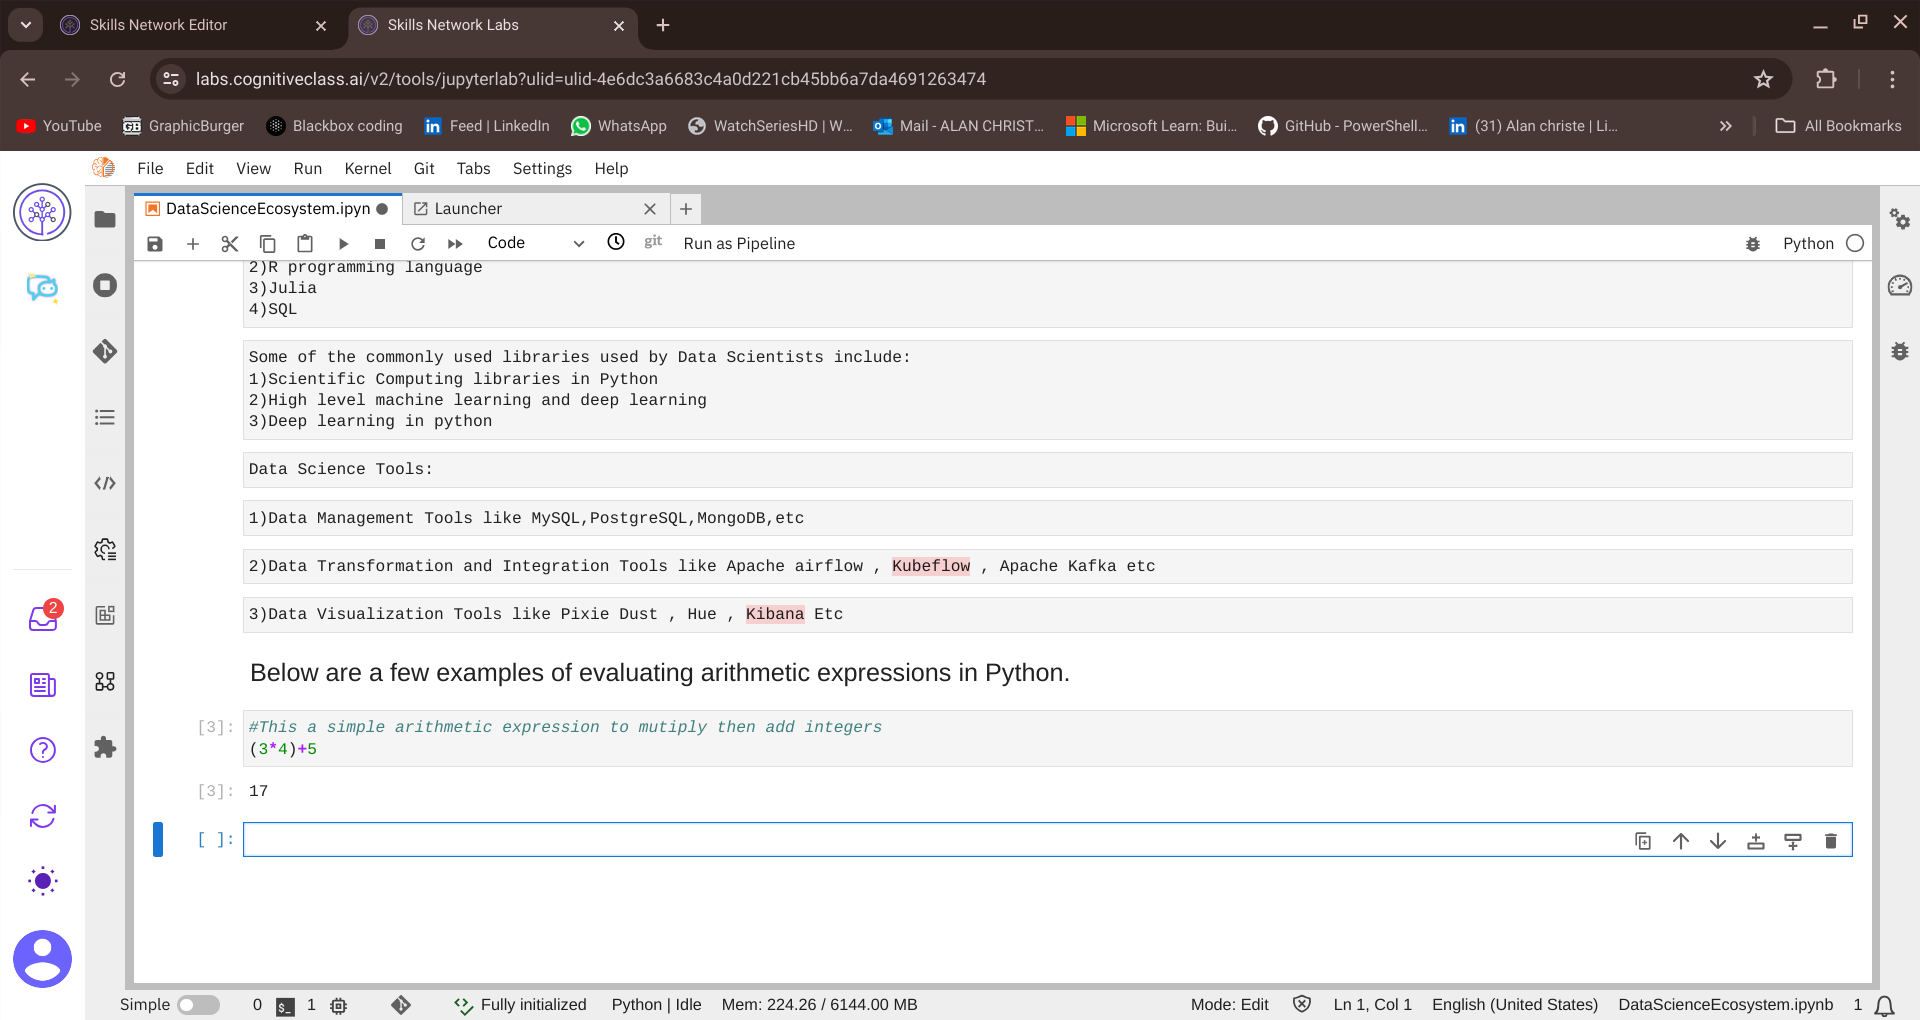 Skills Network Editor
Skills Network Labs
labs.cognitiveclass.ai/v2/tools/jupyterlab?ulid=ulid-4e6dc3a6683c4a0d221cb45bb6a7da4691263474
YouTube GB GraphicBurger Blackbox coding in Feed | LinkedIn WhatsApp WatchSeriesHD | W... Mail - ALAN CHRIST... Microsoft Learn: Bui... GitHub - PowerShell... in (31) Alan christe | Li... » All Bookmarks
File Edit View Run Kernel Git Tabs Settings Help
DataScienceEcosystem.ipyn Launcher
Code git Run as Pipeline Python
2)R programming language
3)Julia
4)SQL
Some of the commonly used libraries used by Data Scientists include:
1)Scientific Computing libraries in Python
2)High level machine learning and deep learning
3)Deep learning in python
Data Science Tools:
1)Data Management Tools like MySQL,PostgreSQL,MongoDB,etc
2)Data Transformation and Integration Tools like Apache airflow , Kubeflow , Apache Kafka etc
3)Data Visualization Tools like Pixie Dust , Hue , Kibana Etc
2
Below are a few examples of evaluating arithmetic expressions in Python.
[3]: #This a simple arithmetic expression to mutiply then add integers
(3*4)+5
[3]: 17
[ ]:
Simple 0 $_ 1 Fully initialized Python | Idle Mem: 224.26 / 6144.00 MB Mode: Edit Ln 1, Col 1 English (United States) DataScienceEcosystem.ipynb 1